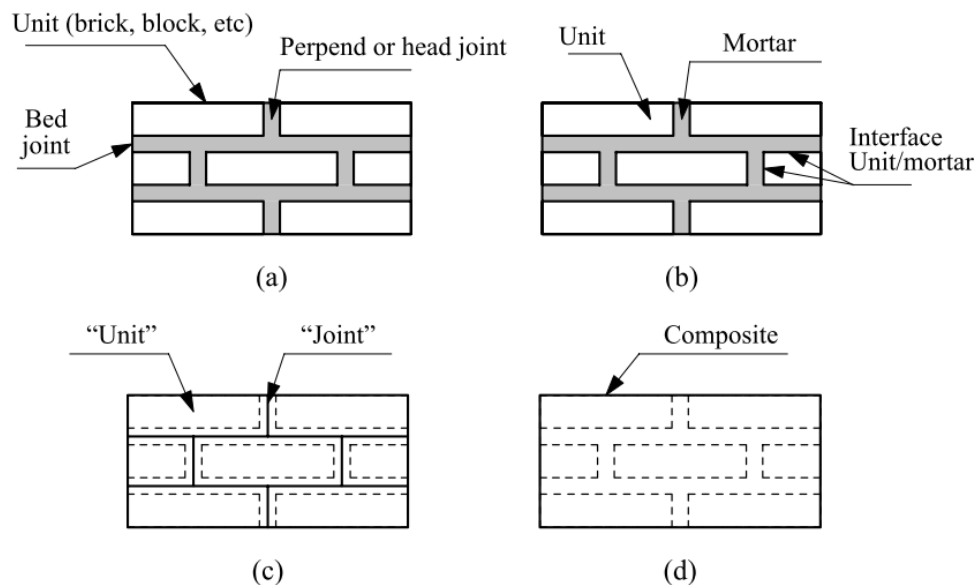 Unit (brick, block, etc)
Perpend or head joint
Bed
joint
(a)
Unit
Mortar
Interface
Unit/mortar
(b)
“Unit”
“Joint”
(c)
Composite
(d)